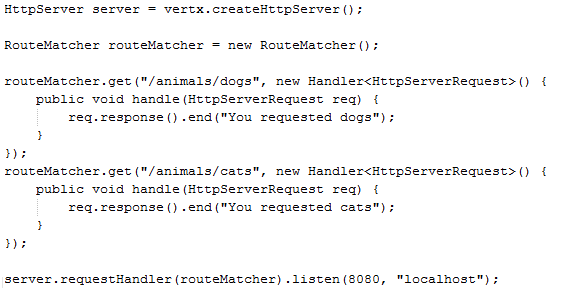 HttpServer server = vertx.createHttpServer();

RouteMatcher routeMatcher = new RouteMatcher();

routeMatcher.get("/animals/dogs", new Handler<HttpServerRequest>() {
    public void handle(HttpServerRequest req) {
        req.response().end("You requested dogs");
    }
});
routeMatcher.get("/animals/cats", new Handler<HttpServerRequest>() {
    public void handle(HttpServerRequest req) {
        req.response().end("You requested cats");
    }
});

server.requestHandler(routeMatcher).listen(8080, "localhost");